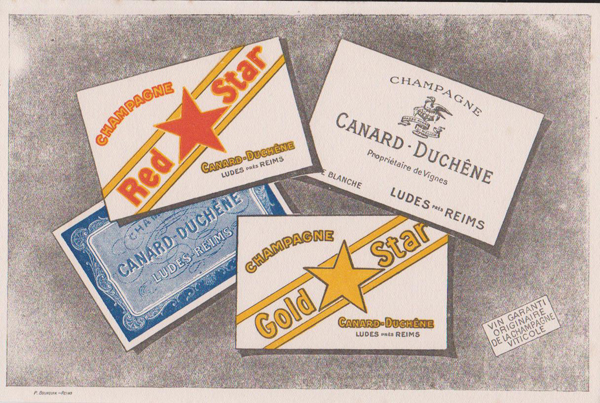 CHAMPAGNE
Red Star
CANARD-DUCHÊNE
LUDES PRÈS REIMS
CHAMPAGNE
CANARD-DUCHÊNE
Propriétaire de Vignes
BLANCHE
LUDES PRÈS REIMS
CHAM
CANARD-DUCHÊNE
LUDES REIMS
CHAMPAGNE
Gold Star
CANARD-DUCHÊNE
LUDES PRÈS REIMS
VIN GARANTI
ORIGINAIRE
DE LA CHAMPAGNE
VITICOLE